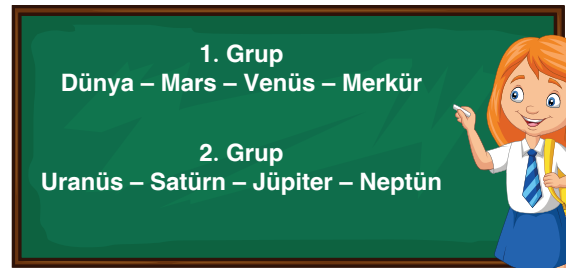 1. Grup
Dünya – Mars – Venüs – Merkür
2. Grup
Uranüs – Satürn – Jüpiter – Neptün